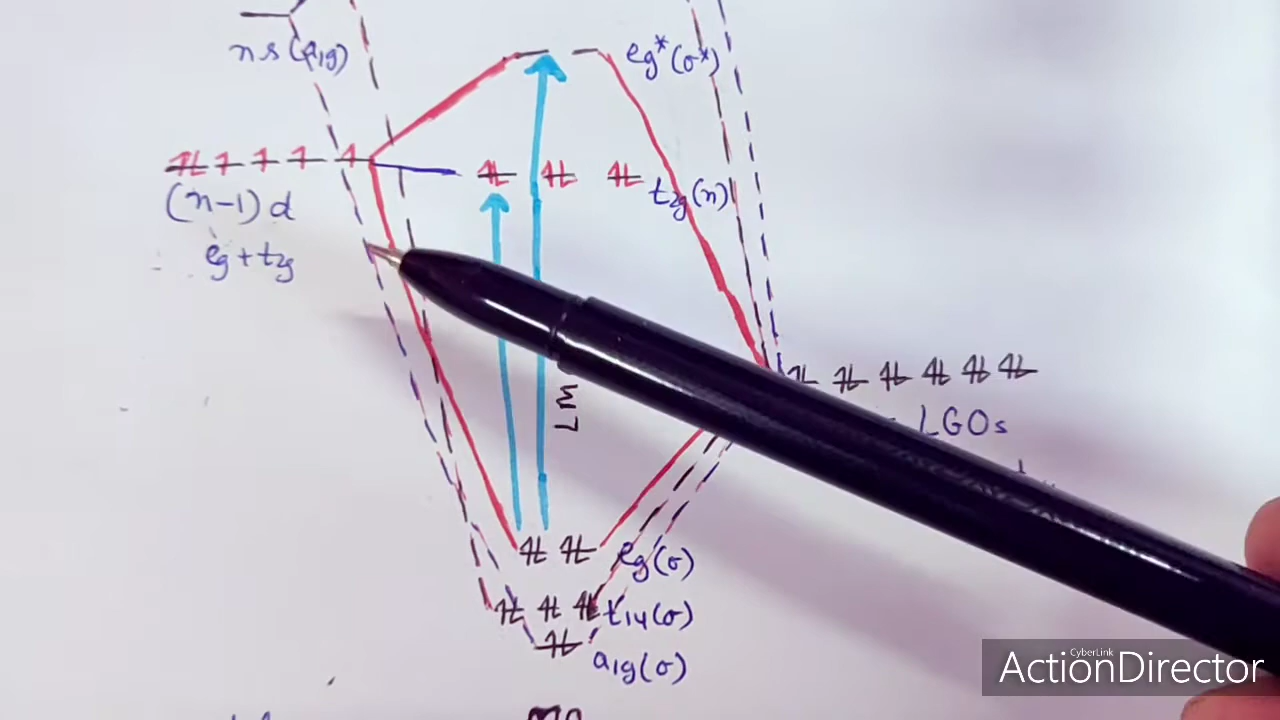 ns (a1g)
eg*(σ*)
(n-1)d
t2g(n)
eg + t2g
LM
LGOs
eg(σ)
t1u(σ)
a1g(σ)
CyberLink
ActionDirector